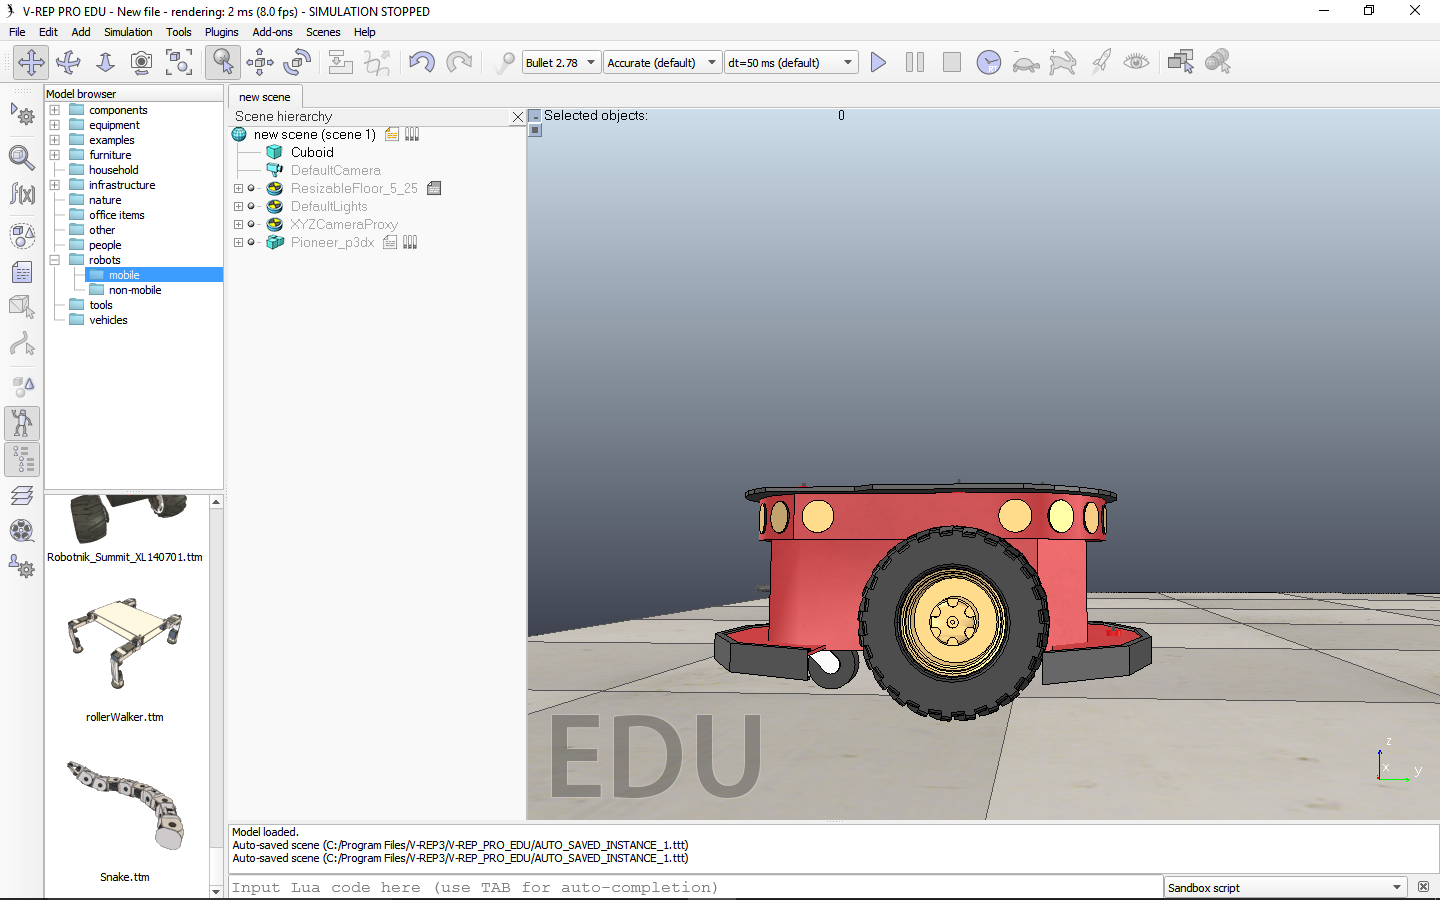 V-REP PRO EDU - New file - rendering: 2 ms (8.0 fps) - SIMULATION STOPPED
File Edit Add Simulation Tools Plugins Add-ons Scenes Help
Bullet 2.78 Accurate (default) dt=50 ms (default)
Model browser
components
equipment
examples
furniture
household
infrastructure
nature
office items
other
people
robots
mobile
non-mobile
tools
vehicles
Robotnik_Summit_XL140701.ttm
rollerWalker.ttm
Snake.ttm
new scene
Scene hierarchy
new scene (scene 1)
Cuboid
DefaultCamera
ResizableFloor_5_25
DefaultLights
XYZCameraProxy
Pioneer_p3dx
Selected objects: 0
EDU
z
x
y
Model loaded.
Auto-saved scene (C:/Program Files/V-REP3/V-REP_PRO_EDU/AUTO_SAVED_INSTANCE_1.ttt)
Auto-saved scene (C:/Program Files/V-REP3/V-REP_PRO_EDU/AUTO_SAVED_INSTANCE_1.ttt)
Input Lua code here (use TAB for auto-completion)
Sandbox script